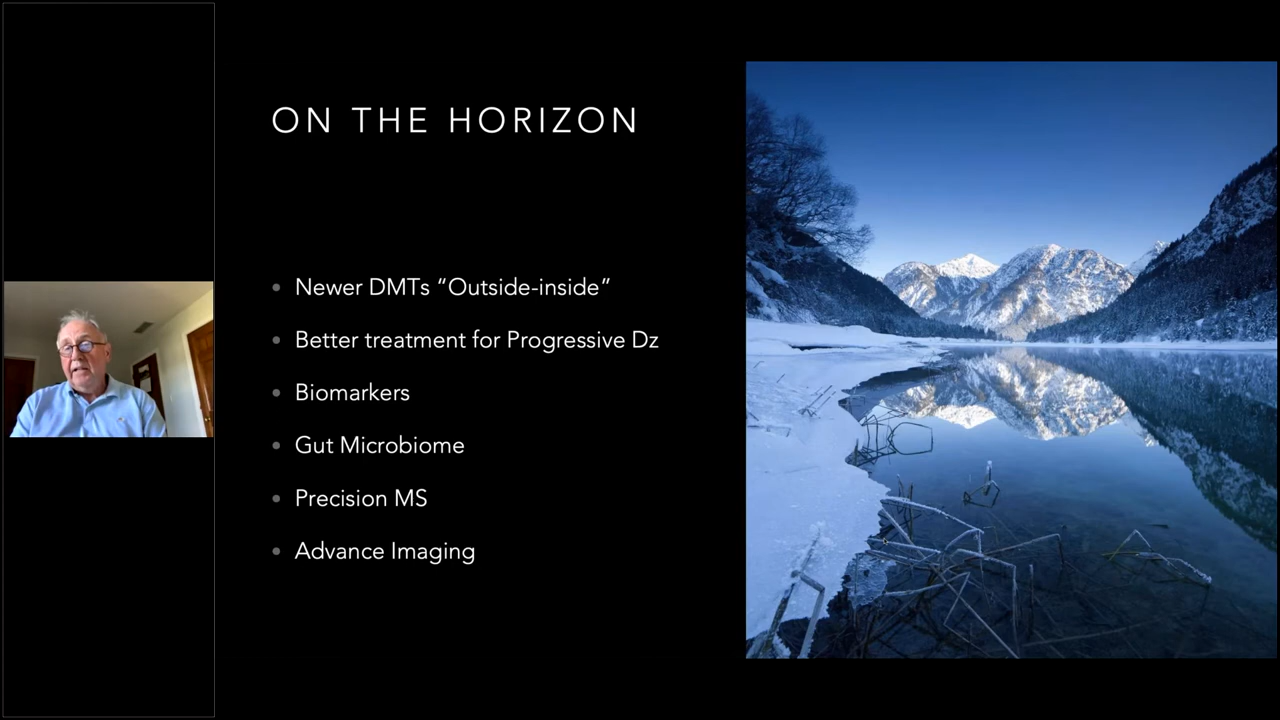 ON THE HORIZON
Newer DMTs “Outside-inside”
Better treatment for Progressive Dz
Biomarkers
Gut Microbiome
Precision MS
Advance Imaging